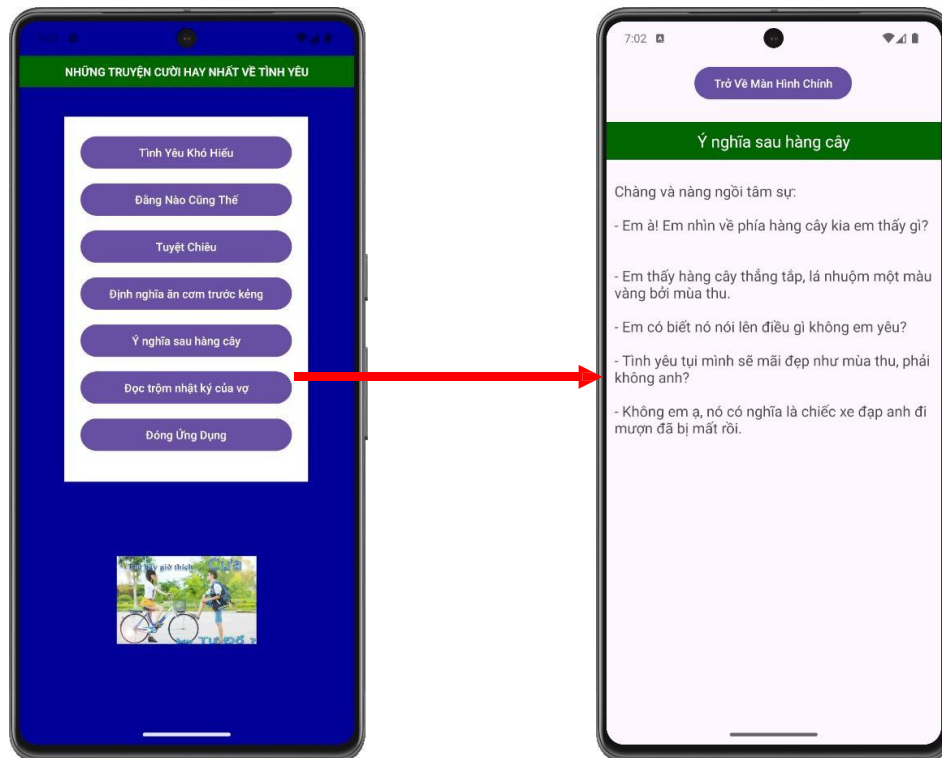 NHỮNG TRUYỆN CƯỜI HAY NHẤT VỀ TÌNH YÊU
Tình Yêu Khó Hiểu
Đằng Nào Cũng Thế
Tuyệt Chiêu
Định nghĩa ăn cơm trước kẻng
Ý nghĩa sau hàng cây
Đọc trộm nhật ký của vợ
Đóng Ứng Dụng
giờ thích
7:02
Trở Về Màn Hình Chính
Ý nghĩa sau hàng cây
Chàng và nàng ngồi tâm sự:
- Em à! Em nhìn về phía hàng cây kia em thấy gì?
- Em thấy hàng cây thẳng tắp, lá nhuộm một màu
vàng bởi mùa thu.
- Em có biết nó nói lên điều gì không em yêu?
- Tình yêu tụi mình sẽ mãi đẹp như mùa thu, phải
không anh?
- Không em ạ, nó có nghĩa là chiếc xe đạp anh đi
mượn đã bị mất rồi.